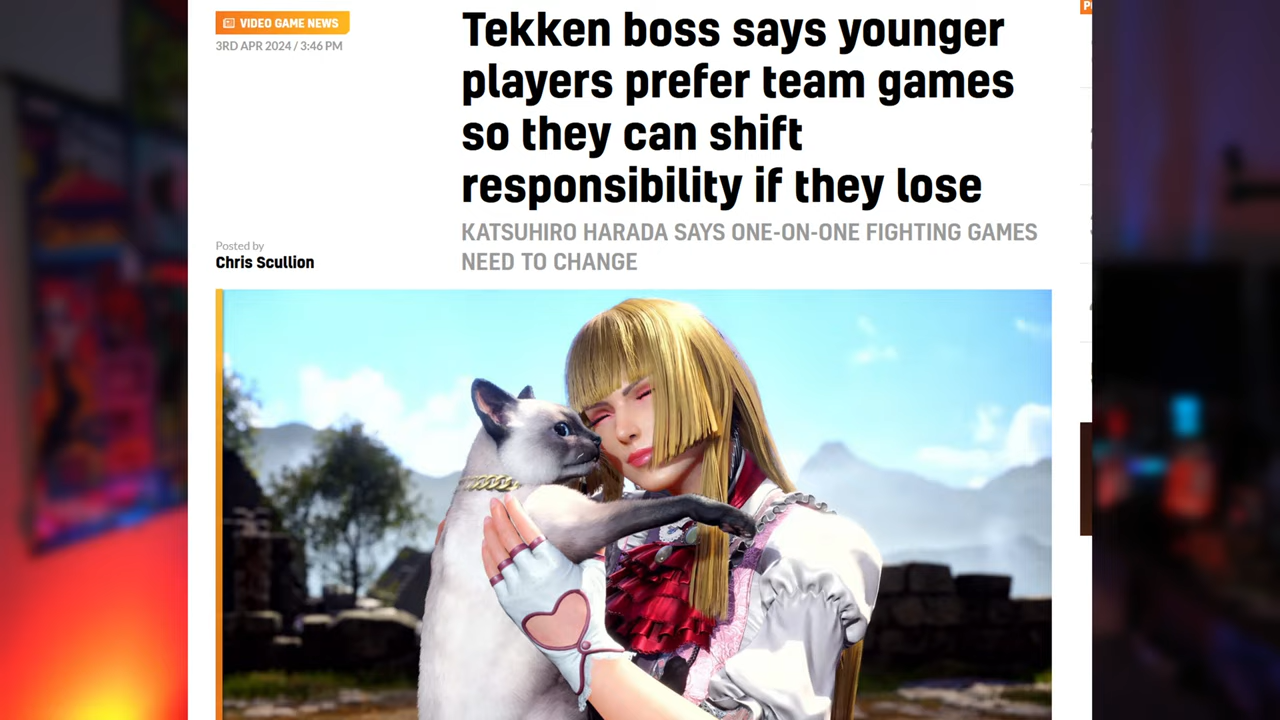 VIDEO GAME NEWS
3RD APR 2024 / 3:46 PM
Tekken boss says younger
players prefer team games
so they can shift
responsibility if they lose
KATSUHIRO HARADA SAYS ONE-ON-ONE FIGHTING GAMES
NEED TO CHANGE
Posted by
Chris Scullion